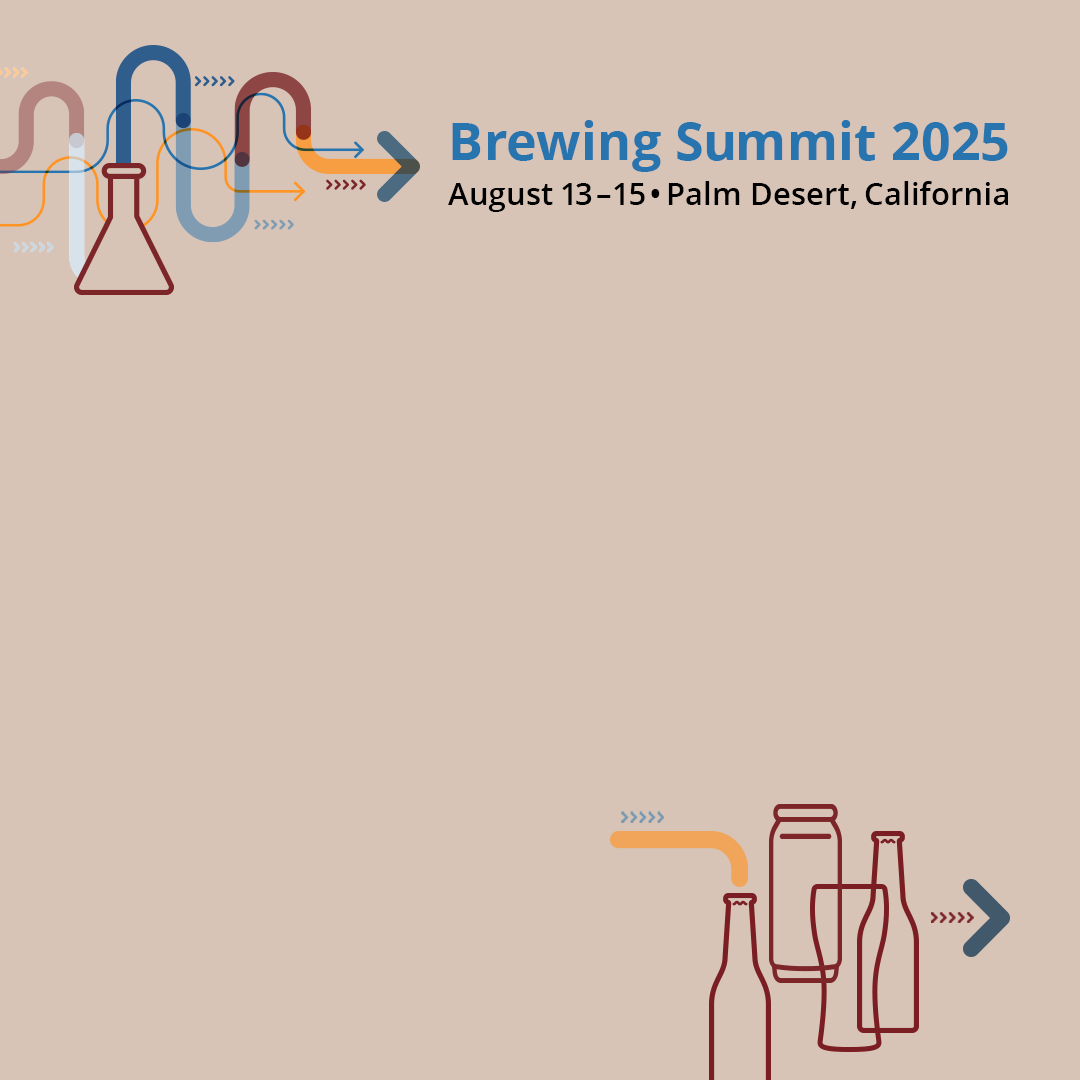 Brewing Summit 2025
August 13–15 • Palm Desert, California